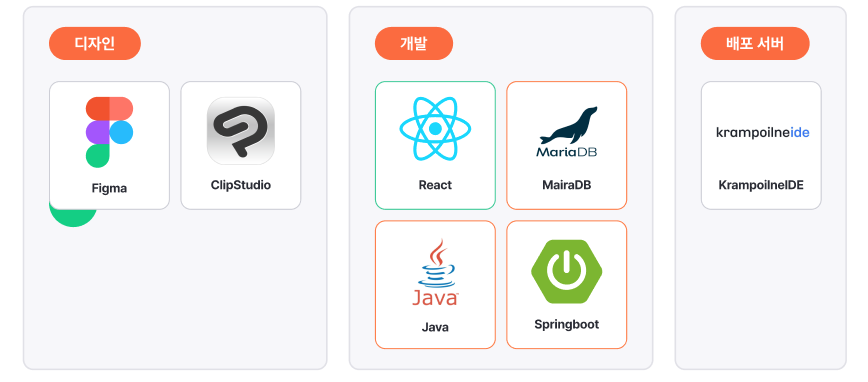 디자인
개발
배포 서버
Figma
ClipStudio
React
MariaDB
MairaDB
krampoilneide
KrampoilneIDE
Java
Java
Springboot